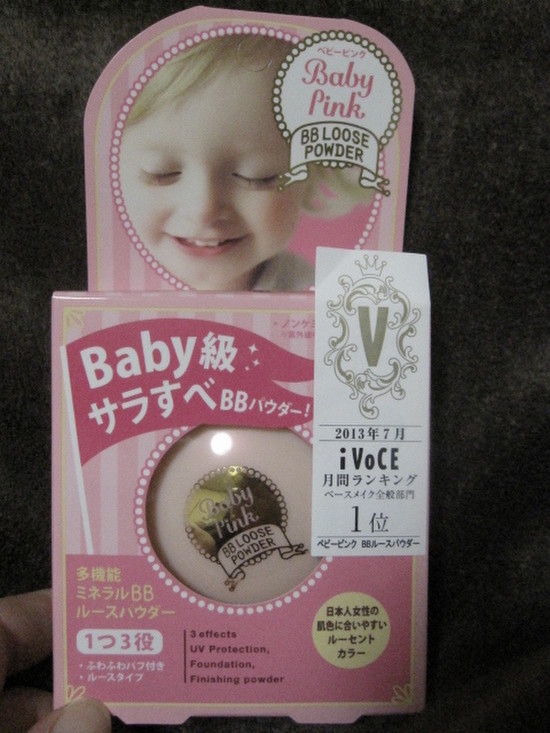 ベビーピンク
Baby
Pink
BB LOOSE
POWDER
・ノンケミ
V
Baby級
サラすべBBパウダー!
2013年7月
iVoCE
月間ランキング
ベースメイク全般部門
1位
ベビーピンク BBルースパウダー
Baby
Pink
BB LOOSE
POWDER
多機能
ミネラルBB
ルースパウダー
1つ3役
・ふわふわパフ付き
・ルースタイプ
3 effects
UV Protection,
Foundation,
Finishing powder
日本人女性の
肌色に合いやすい
ルーセント
カラー